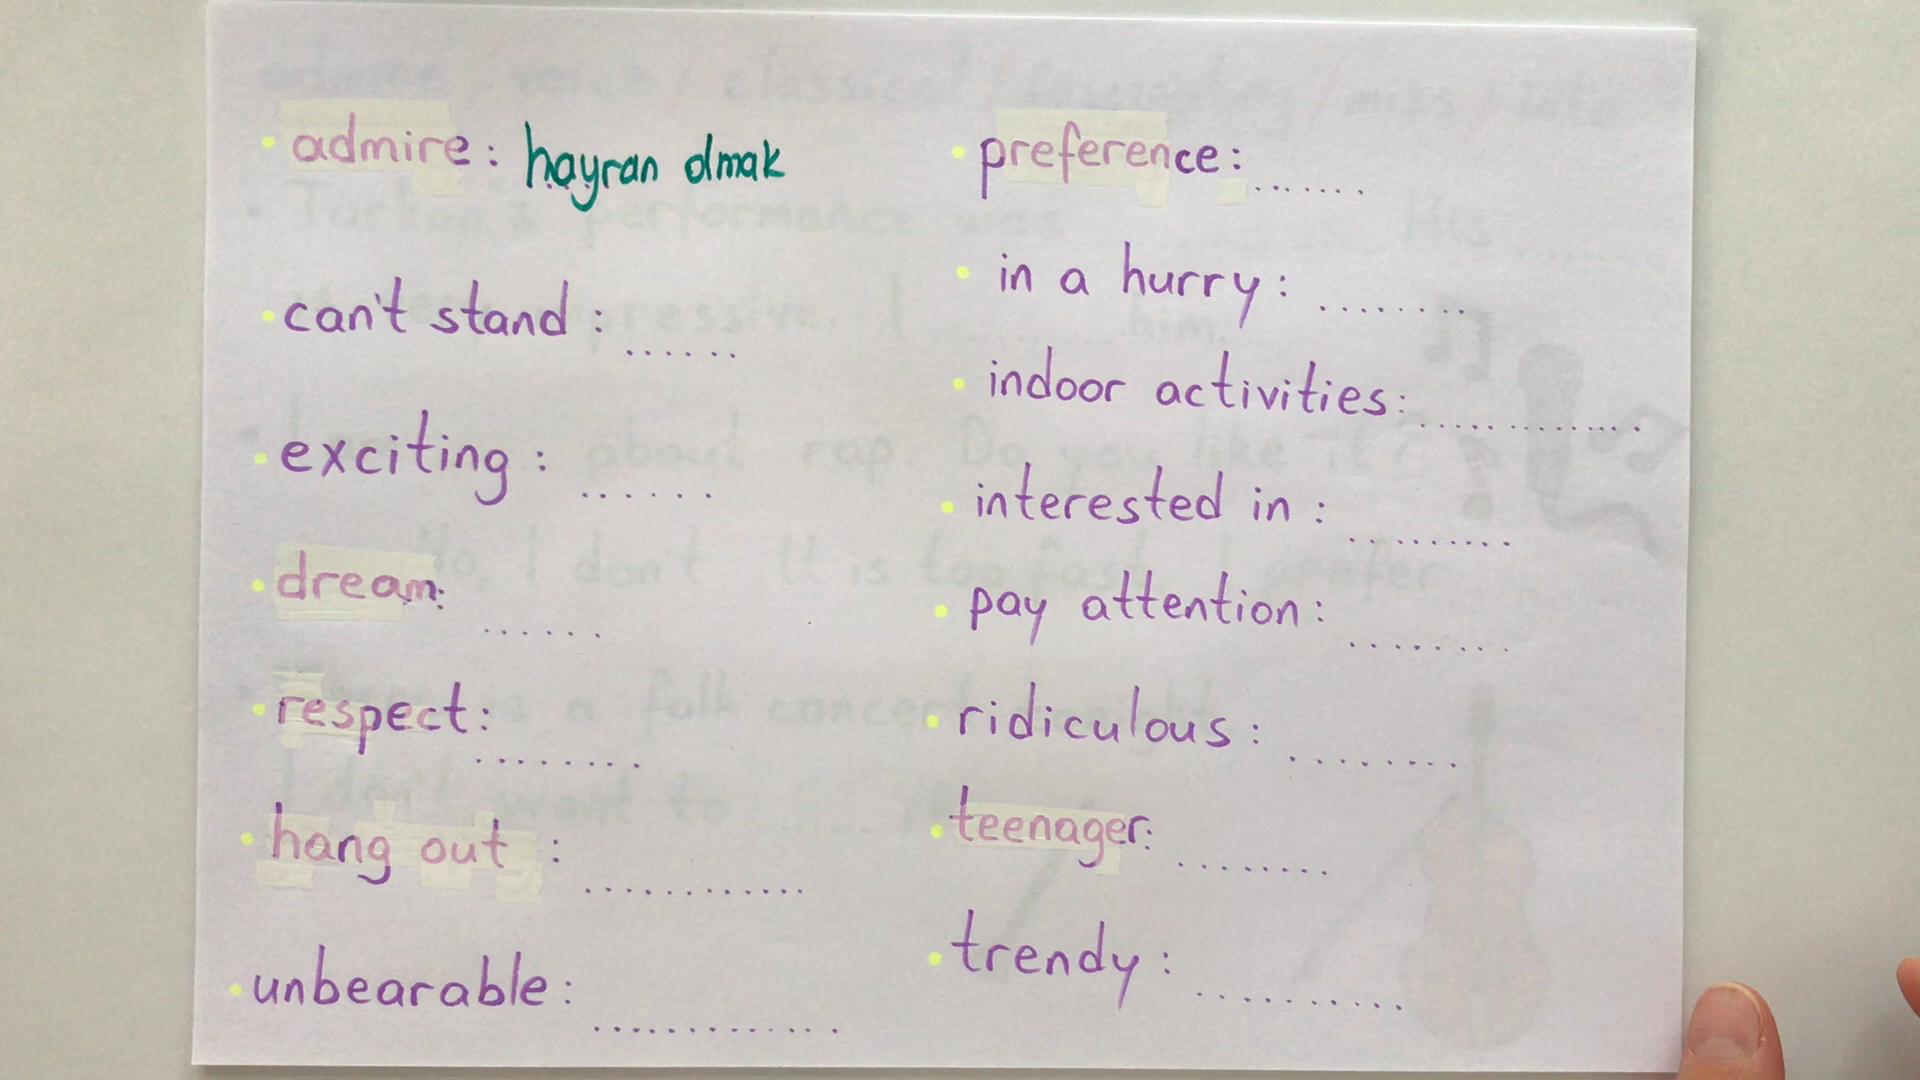 • admire: hayran olmak
• can't stand : ......
• exciting : ......
• dream: ......
• respect: ........
• hang out : ............
• unbearable: .............
• preference: .......
• in a hurry: ........
• indoor activities: .............
• interested in : .........
• pay attention: ........
• ridiculous: ........
• teenager: ........
• trendy: ..........